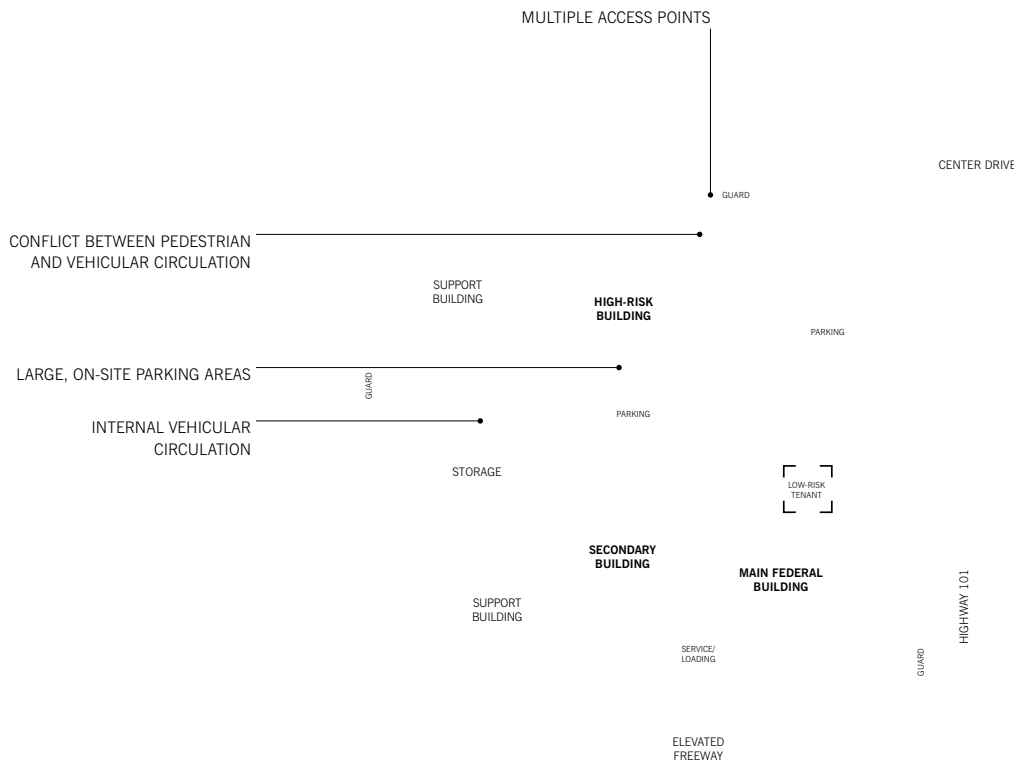 MULTIPLE ACCESS POINTS
CENTER DRIVE
GUARD
CONFLICT BETWEEN PEDESTRIAN
AND VEHICULAR CIRCULATION
SUPPORT
BUILDING
HIGH-RISK
BUILDING
PARKING
LARGE, ON-SITE PARKING AREAS
GUARD
PARKING
INTERNAL VEHICULAR
CIRCULATION
STORAGE
LOW-RISK
TENANT
SECONDARY
BUILDING
MAIN FEDERAL
BUILDING
HIGHWAY 101
SUPPORT
BUILDING
SERVICE/
LOADING
GUARD
ELEVATED
FREEWAY